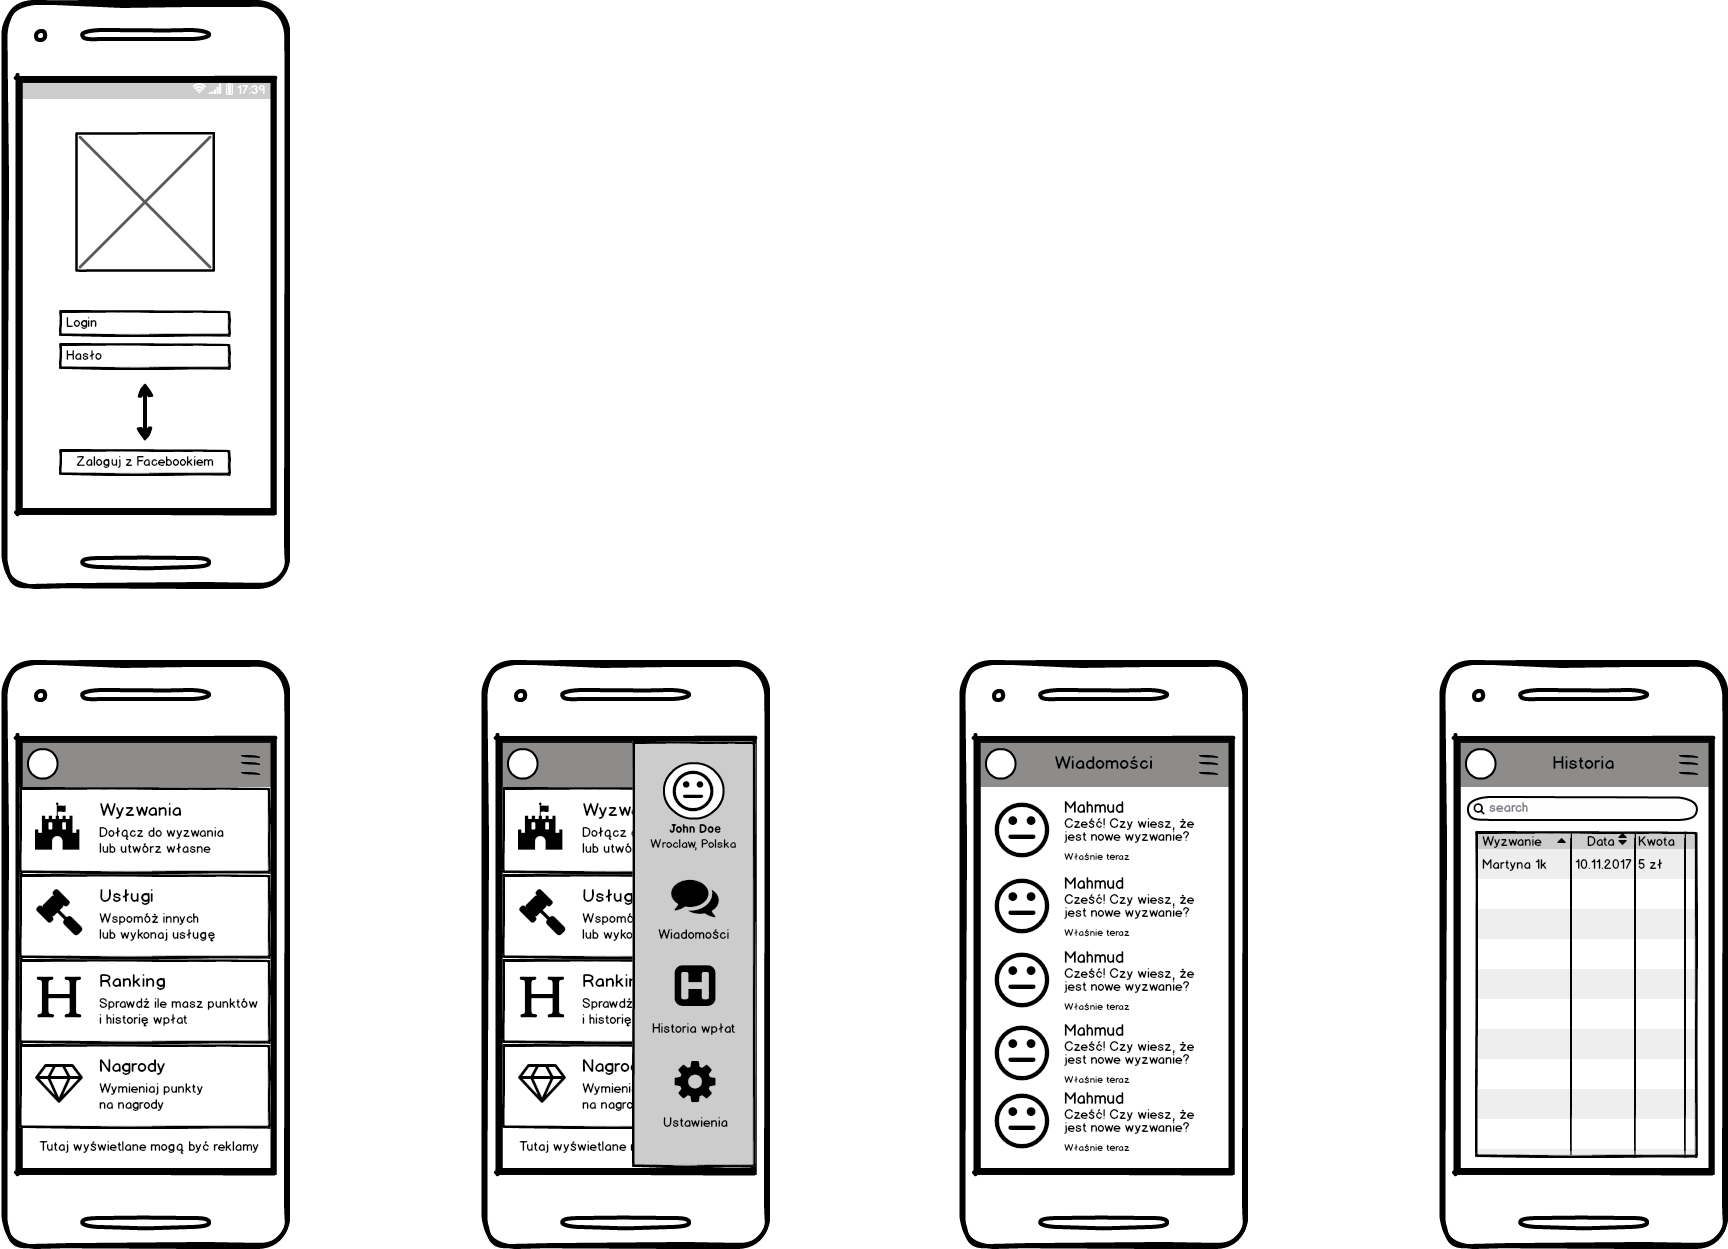 17:39
Login
Hasło
Zaloguj z Facebookiem
Wyzwania
Dołącz do wyzwania
lub utwórz własne
Usługi
Wspomóż innych
lub wykonaj usługę
H
Ranking
Sprawdź ile masz punktów
i historię wpłat
Nagrody
Wymieniaj punkty
na nagrody
Tutaj wyświetlane mogą być reklamy
Wyzw
Dołącz
lub utwó
Usług
Wspomó
lub wyko
H
Rankin
Sprawdź
i historię
Nagro
Wymieni
na nagro
Tutaj wyświetlane
John Doe
Wroclaw, Polska
Wiadomości
H
Historia wpłat
Ustawienia
Wiadomości
Mahmud
Cześć! Czy wiesz, że
jest nowe wyzwanie?
Właśnie teraz
Mahmud
Cześć! Czy wiesz, że
jest nowe wyzwanie?
Właśnie teraz
Mahmud
Cześć! Czy wiesz, że
jest nowe wyzwanie?
Właśnie teraz
Mahmud
Cześć! Czy wiesz, że
jest nowe wyzwanie?
Właśnie teraz
Mahmud
Cześć! Czy wiesz, że
jest nowe wyzwanie?
Właśnie teraz
Historia
search
Wyzwanie Data Kwota
Martyna 1k 10.11.2017 5 zł